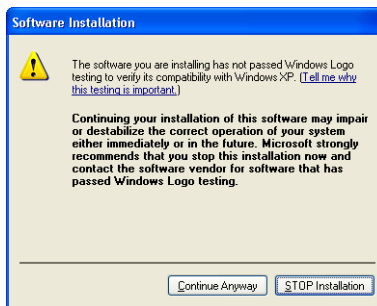 Software Installation
The software you are installing has not passed Windows Logo
testing to verify its compatibility with Windows XP. (Tell me why
this testing is important.)
Continuing your installation of this software may impair
or destabilize the correct operation of your system
either immediately or in the future. Microsoft strongly
recommends that you stop this installation now and
contact the software vendor for software that has
passed Windows Logo testing.
Continue Anyway
STOP Installation